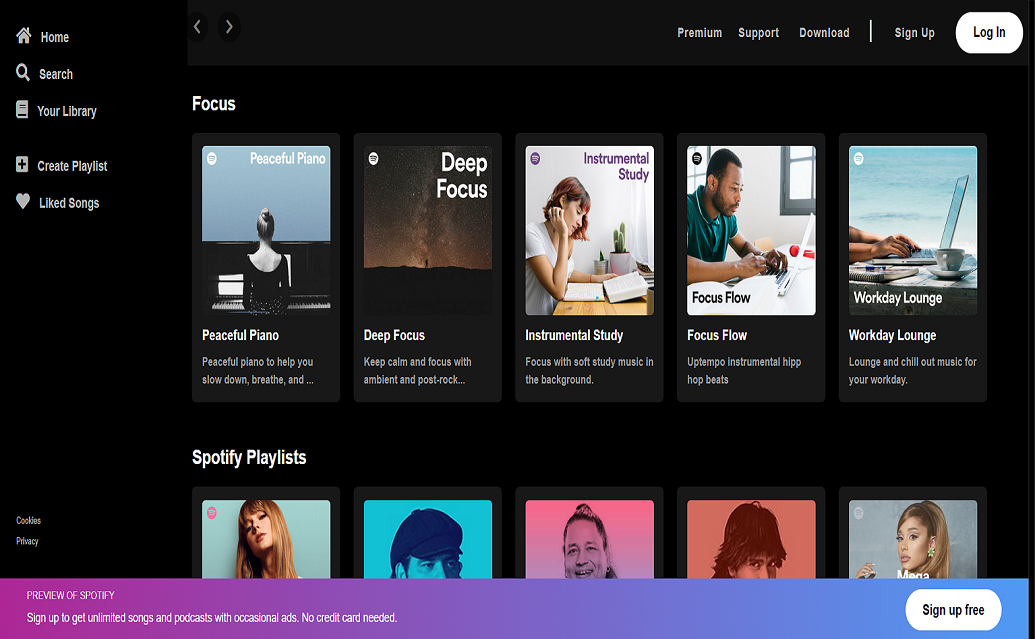 Home
Search
Your Library
Create Playlist
Liked Songs
Cookies
Privacy
Premium Support Download Sign Up Log In
Focus
Peaceful Piano
Peaceful Piano
Peaceful piano to help you
slow down, breathe, and ...
Deep
Focus
Deep Focus
Keep calm and focus with
ambient and post-rock...
Instrumental
Study
Instrumental Study
Focus with soft study music in
the background.
Focus Flow
Focus Flow
Uptempo instrumental hipp
hop beats
Workday Lounge
Workday Lounge
Lounge and chill out music for
your workday.
Spotify Playlists
Mega
PREVIEW OF SPOTIFY
Sign up to get unlimited songs and podcasts with occasional ads. No credit card needed.
Sign up free